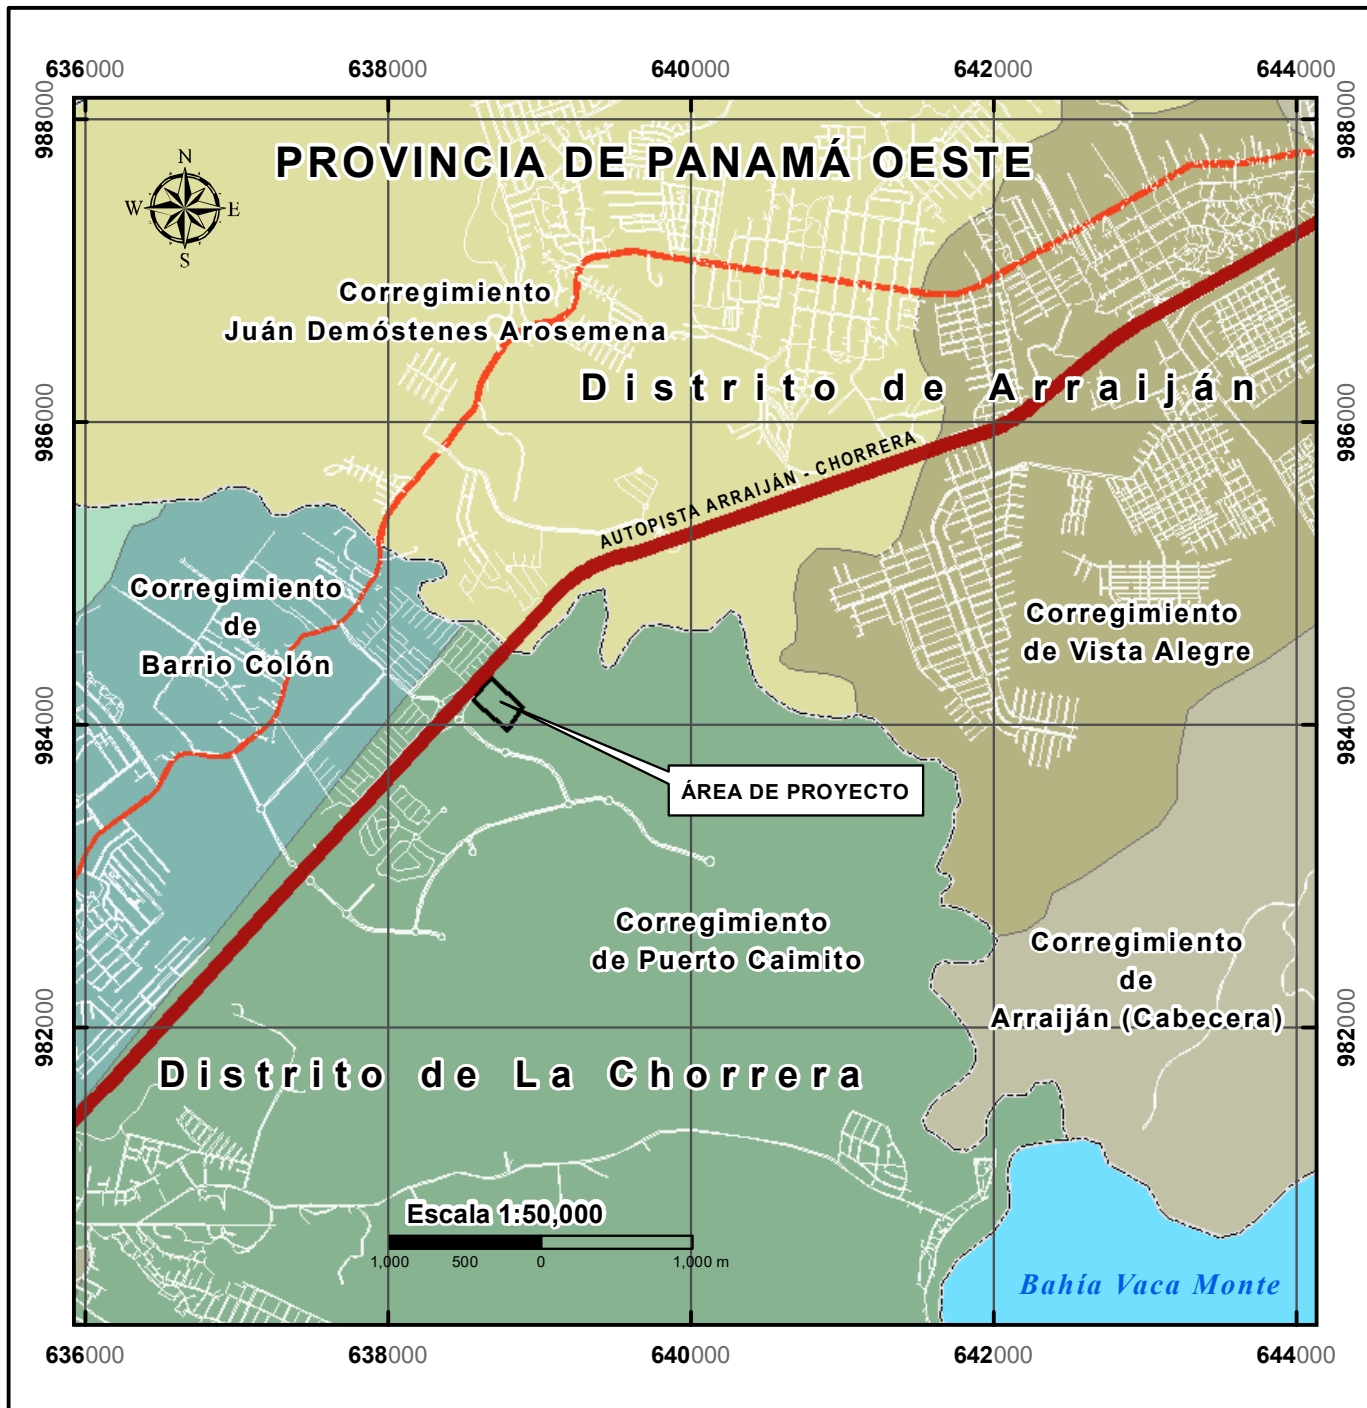 636000 638000 640000 642000 644000
988000 988000
PROVINCIA DE PANAMÁ OESTE
N
W E
S
Corregimiento
Juán Demóstenes Arosemena
Distrito de Arraiján
986000 986000
AUTOPISTA ARRAIJÁN - CHORRERA
Corregimiento
de
Barrio Colón
Corregimiento
de Vista Alegre
984000 984000
ÁREA DE PROYECTO
Corregimiento
de Puerto Caimito
Corregimiento
de
Arraiján (Cabecera)
982000 982000
Distrito de La Chorrera
Escala 1:50,000
1,000 500 0 1,000 m
Bahía Vaca Monte
636000 638000 640000 642000 644000